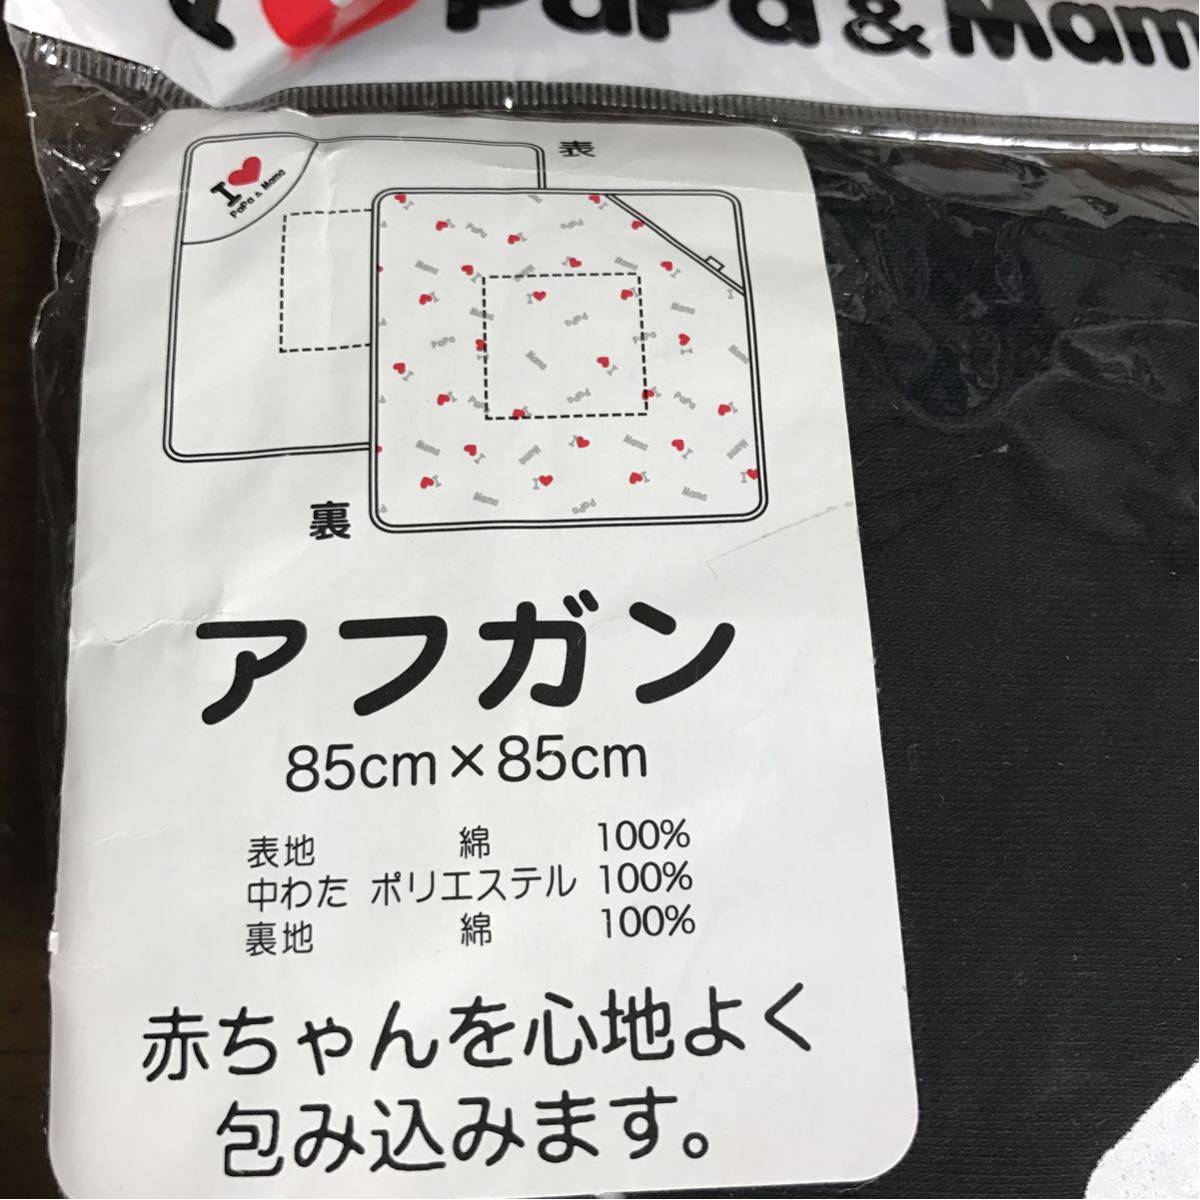 PaPa & Mam
表
I
PaPa & Mama
裏
アフガン
85cm×85cm
表地 綿 100%
中わた ポリエステル 100%
裏地 綿 100%
赤ちゃんを心地よく
包み込みます。